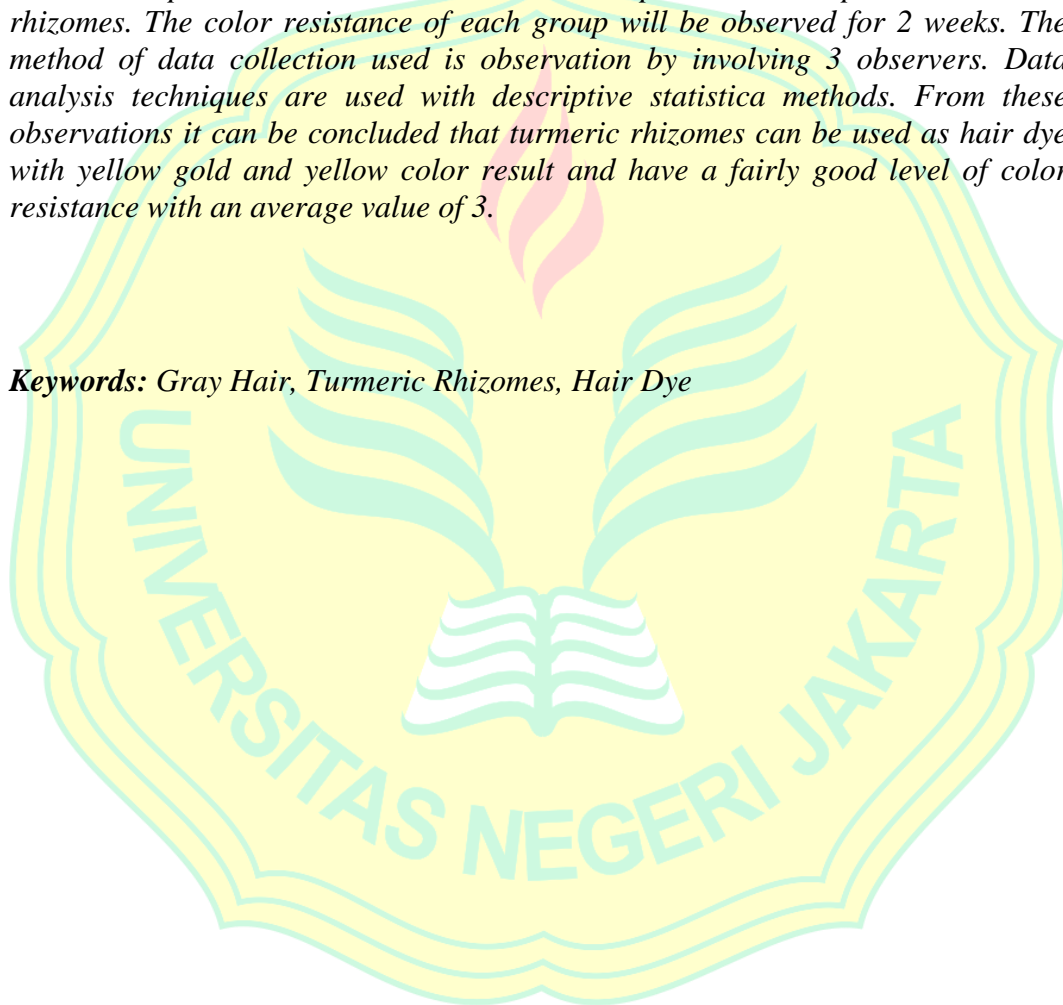 rhizomes. The color resistance of each group will be observed for 2 weeks. The
method of data collection used is observation by involving 3 observers. Data
analysis techniques are used with descriptive statistica methods. From these
observations it can be concluded that turmeric rhizomes can be used as hair dye
with yellow gold and yellow color result and have a fairly good level of color
resistance with an average value of 3.
Keywords: Gray Hair, Turmeric Rhizomes, Hair Dye
UNIVERSITAS NEGERI JAKARTA